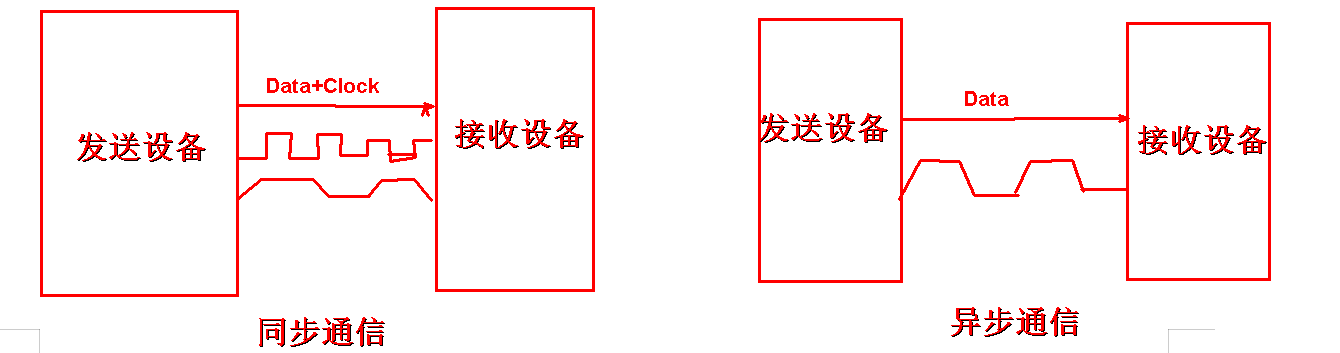 Data+Clock
发送设备
接收设备
同步通信
Data
发送设备
接收设备
异步通信